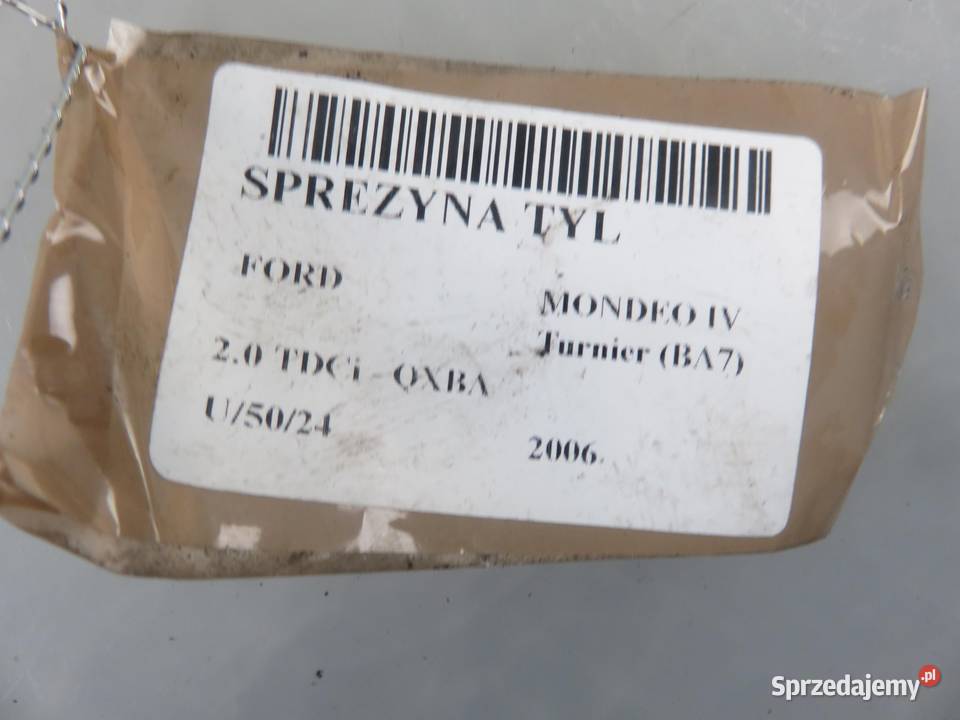 SPREZYNA TYL
FORD
MONDEO IV
Turnier (BA7)
2.0 TDCi QXBA
U/50/24
2006.
Sprzedajemy.pl